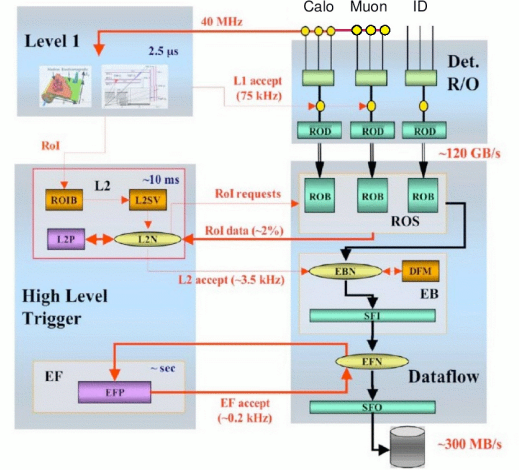 Calo Muon ID
40 MHz
Level 1
2.5 µs
Det.
R/O
L1 accept
(75 kHz)
ROD ROD ROD
~120 GB/s
RoI
L2
~10 ms
ROIB L2SV
RoI requests
ROB ROB ROB
ROS
L2P L2N
RoI data (~2%)
L2 accept (~3.5 kHz)
EBN DFM
EB
High Level
Trigger
SFI
EF
~ sec
EFN
EFP
Dataflow
EF accept
(~0.2 kHz)
SFO
~300 MB/s